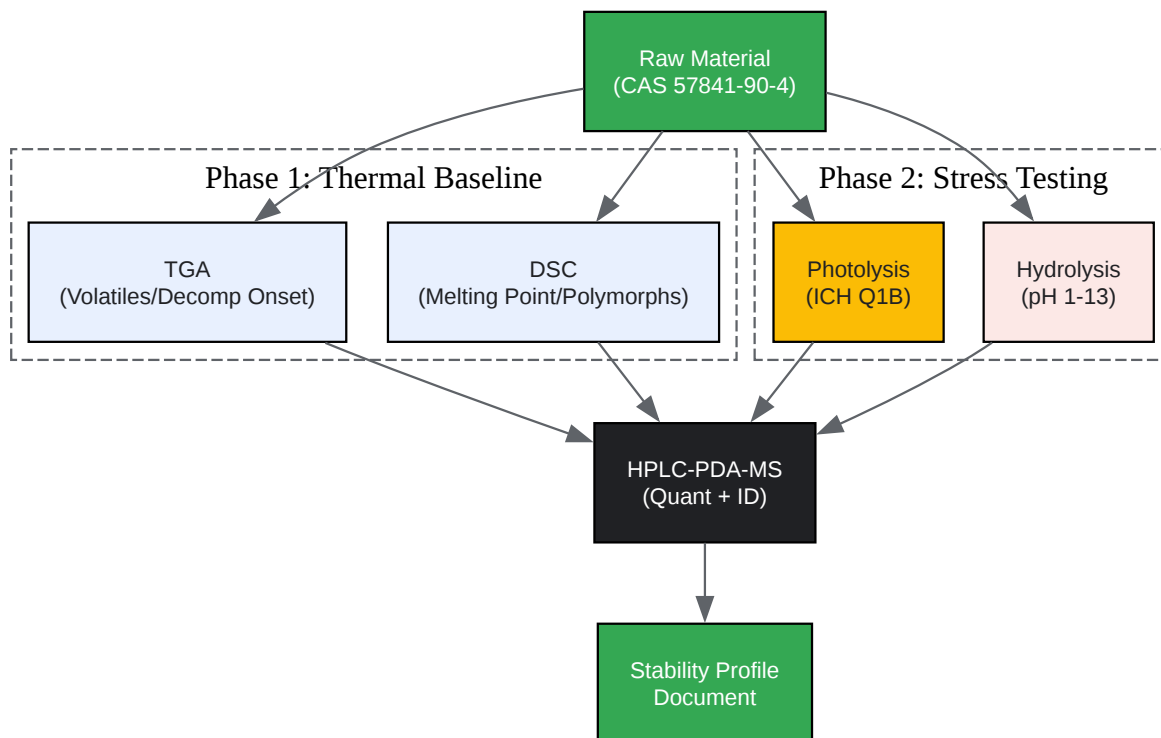 Raw Material
(CAS 57841-90-4)
Phase 1: Thermal Baseline
Phase 2: Stress Testing
TGA
(Volatiles/Decomp Onset)
DSC
(Melting Point/Polymorphs)
Photolysis
(ICH Q1B)
Hydrolysis
(pH 1-13)
HPLC-PDA-MS
(Quant + ID)
Stability Profile
Document